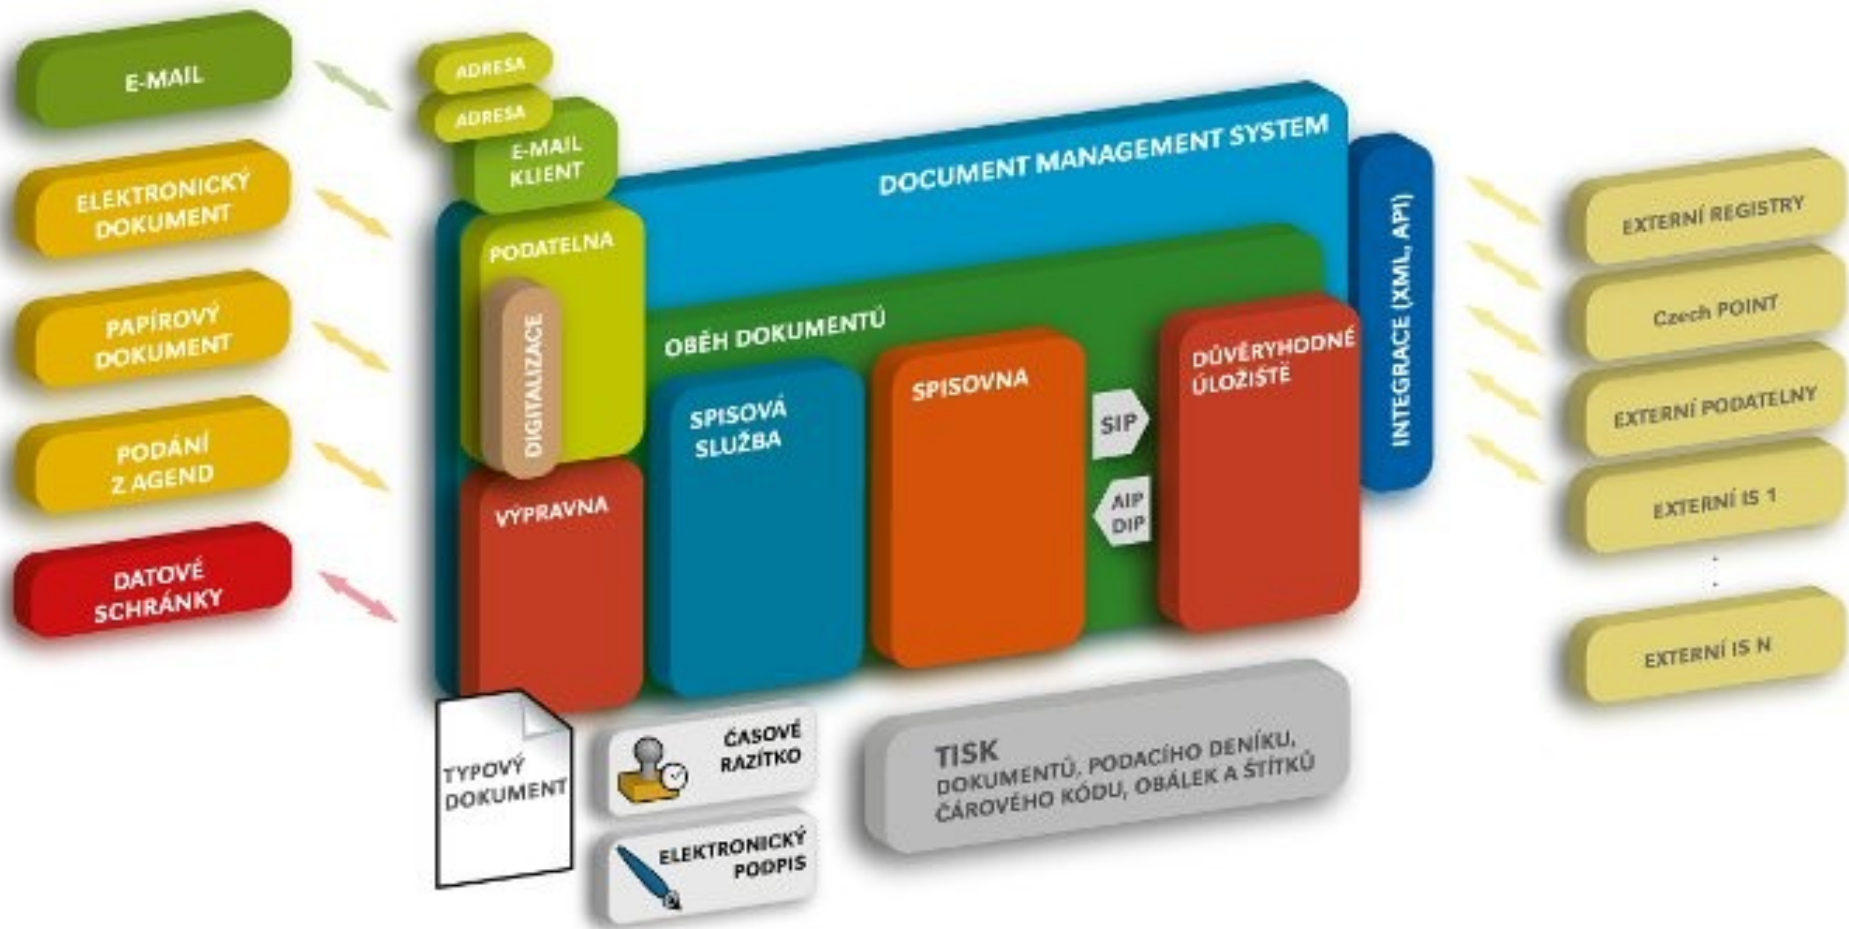 E-MAIL
ELEKTRONICKÝ
DOKUMENT
PAPÍROVÝ
DOKUMENT
PODÁNÍ
Z AGEND
DATOVÉ
SCHRÁNKY
ADRESA
ADRESA
E-MAIL
KLIENT
PODATELNA
DIGITALIZACE
VÝPRAVNA
DOCUMENT MANAGEMENT SYSTEM
OBĚH DOKUMENTŮ
SPISOVÁ
SLUŽBA
SPISOVNA
SIP
AIP
DIP
DŮVĚRYHODNÉ
ÚLOŽIŠTĚ
INTEGRACE (XML, API)
EXTERNÍ REGISTRY
Czech POINT
EXTERNÍ PODATELNY
EXTERNÍ IS 1
EXTERNÍ IS N
TYPOVÝ
DOKUMENT
ČASOVÉ
RAZÍTKO
ELEKTRONICKÝ
PODPIS
TISK
DOKUMENTŮ, PODACÍHO DENÍKU,
ČÁROVÉHO KÓDU, OBÁLEK A ŠTÍTKŮ